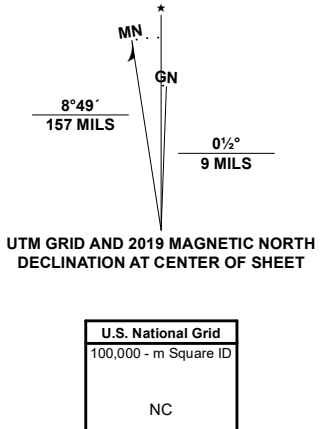 ★
MN
GN
8°49´
157 MILS
0½°
9 MILS
UTM GRID AND 2019 MAGNETIC NORTH
DECLINATION AT CENTER OF SHEET
U.S. National Grid
100,000 - m Square ID
NC